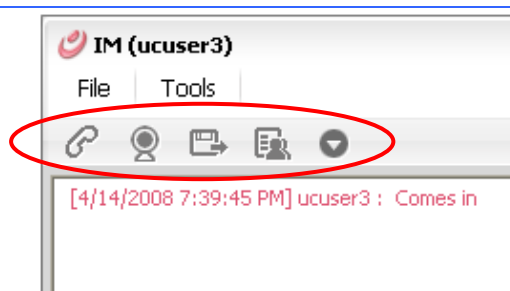 IM (ucuser3)
File Tools
[4/14/2008 7:39:45 PM] ucuser3 : Comes in